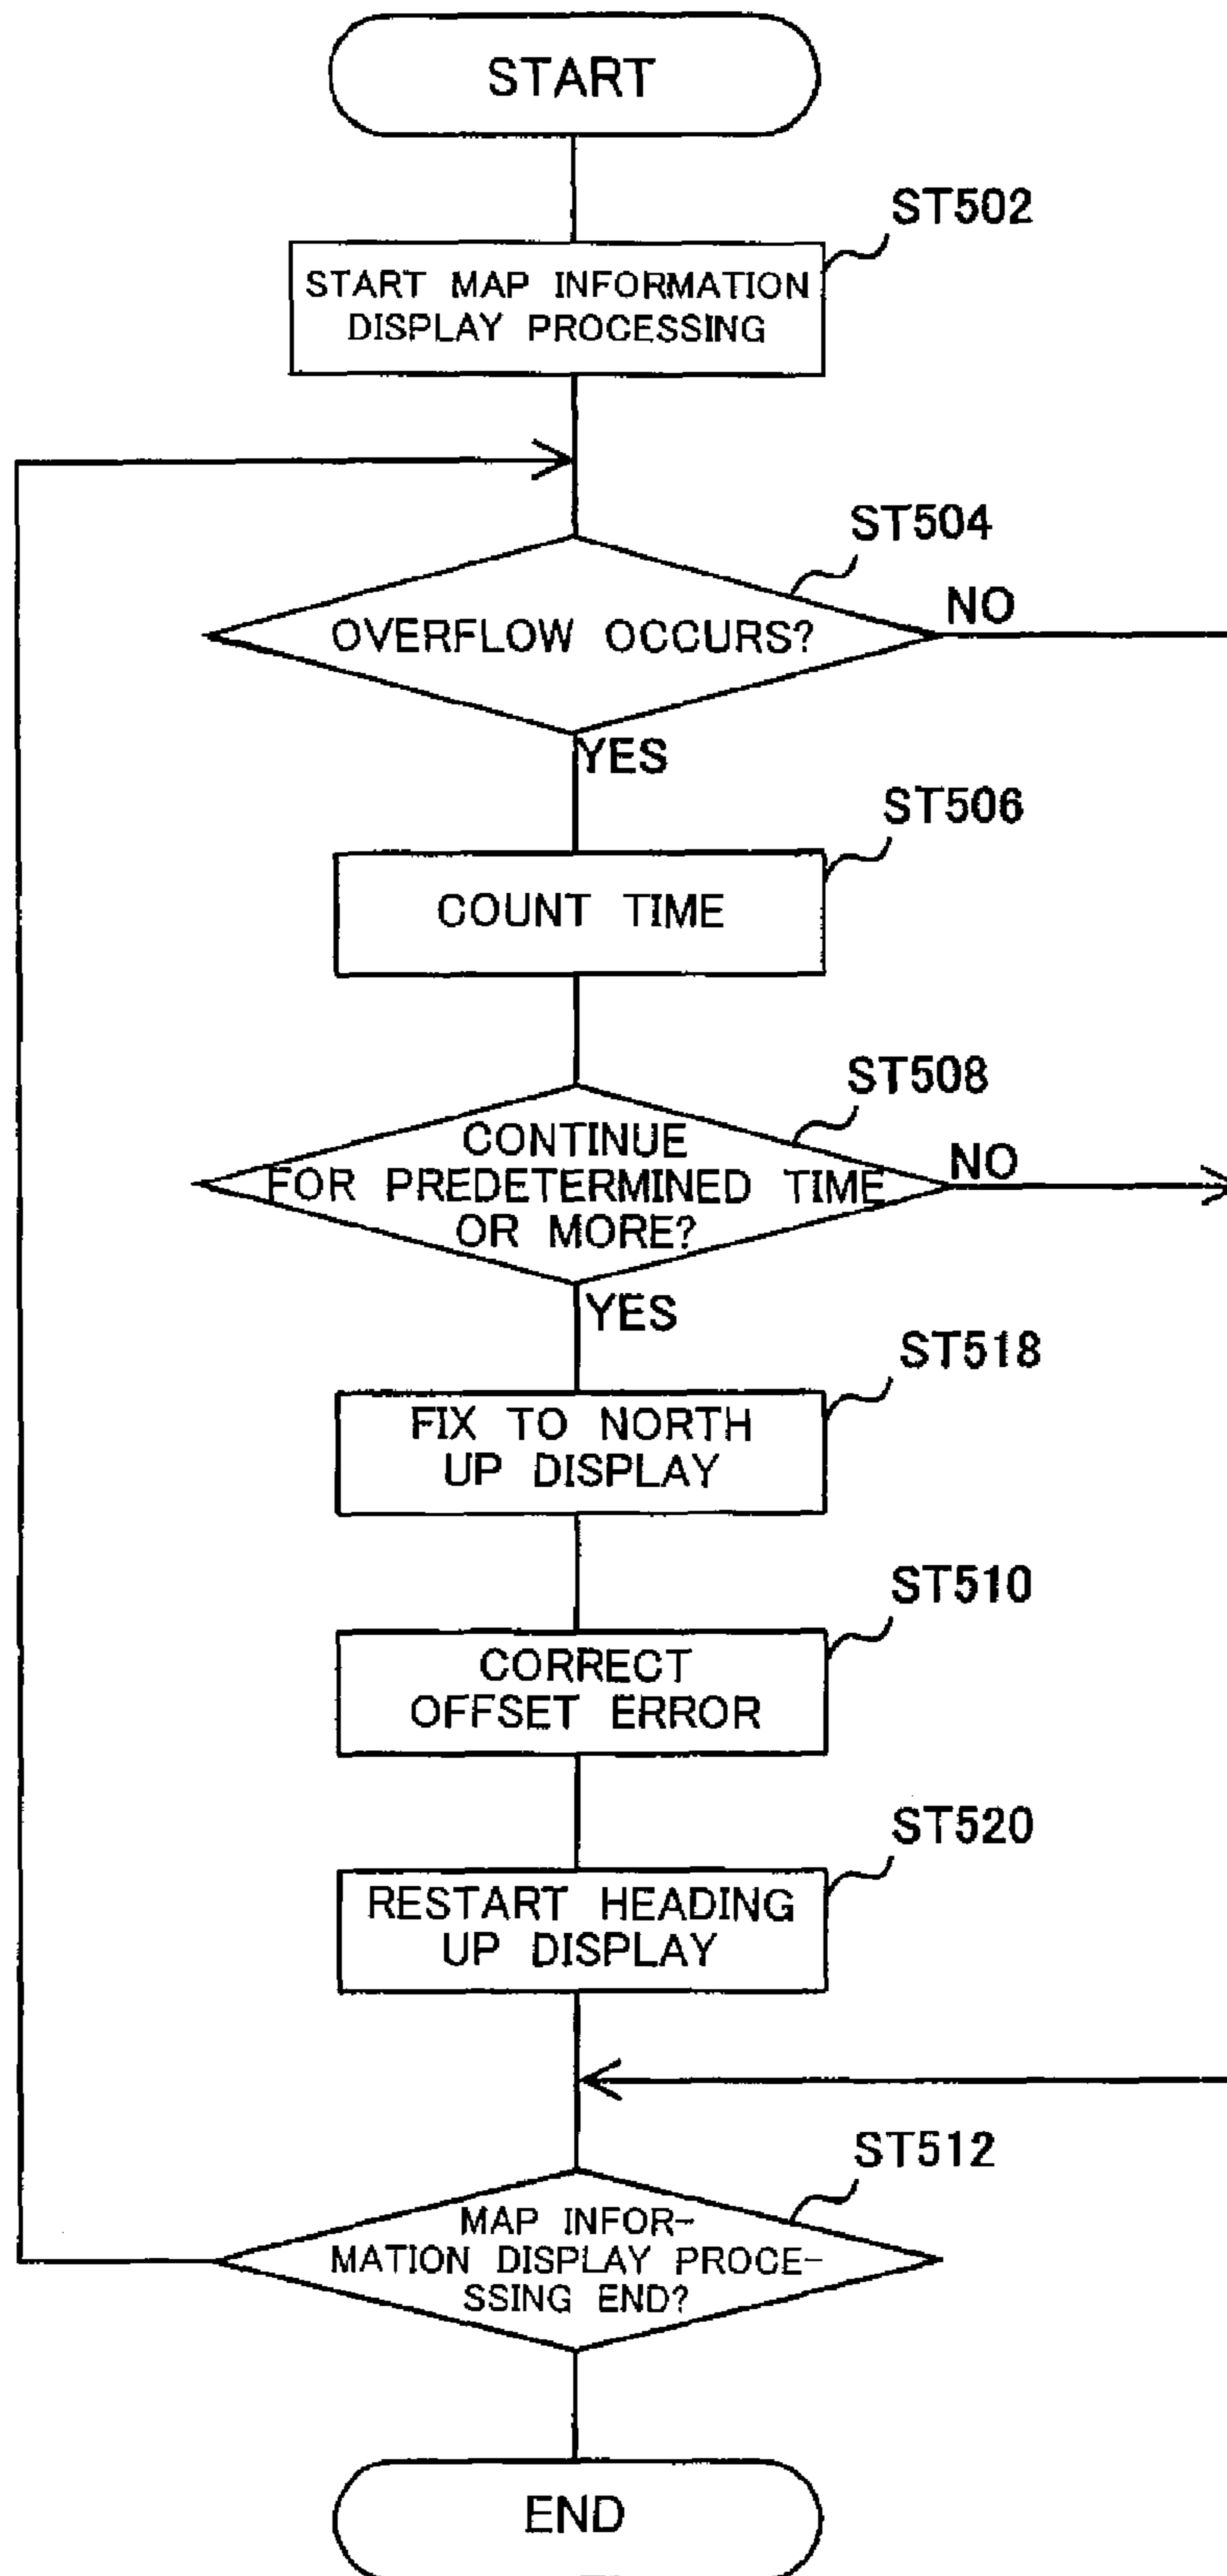 START
ST502
START MAP INFORMATION
DISPLAY PROCESSING
ST504
OVERFLOW OCCURS?
NO
YES
ST506
COUNT TIME
ST508
CONTINUE
FOR PREDETERMINED TIME
OR MORE?
NO
YES
ST518
FIX TO NORTH
UP DISPLAY
ST510
CORRECT
OFFSET ERROR
ST520
RESTART HEADING
UP DISPLAY
ST512
MAP INFOR-
MATION DISPLAY PROCE-
SSING END?
END